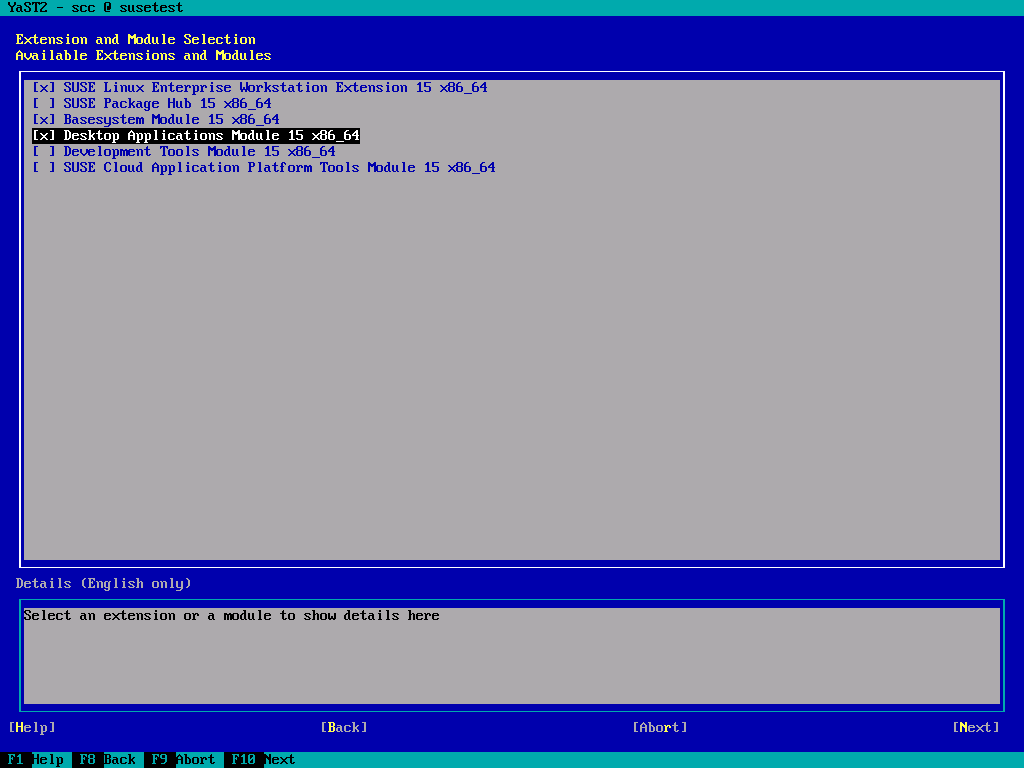 YaST2 - scc @ susetest
Extension and Module Selection
Available Extensions and Modules
[x] SUSE Linux Enterprise Workstation Extension 15 x86_64
[ ] SUSE Package Hub 15 x86_64
[x] Basesystem Module 15 x86_64
[x] Desktop Applications Module 15 x86_64
[ ] Development Tools Module 15 x86_64
[ ] SUSE Cloud Application Platform Tools Module 15 x86_64
Details (English only)
Select an extension or a module to show details here
[Help] [Back] [Abort] [Next]
F1 Help F8 Back F9 Abort F10 Next